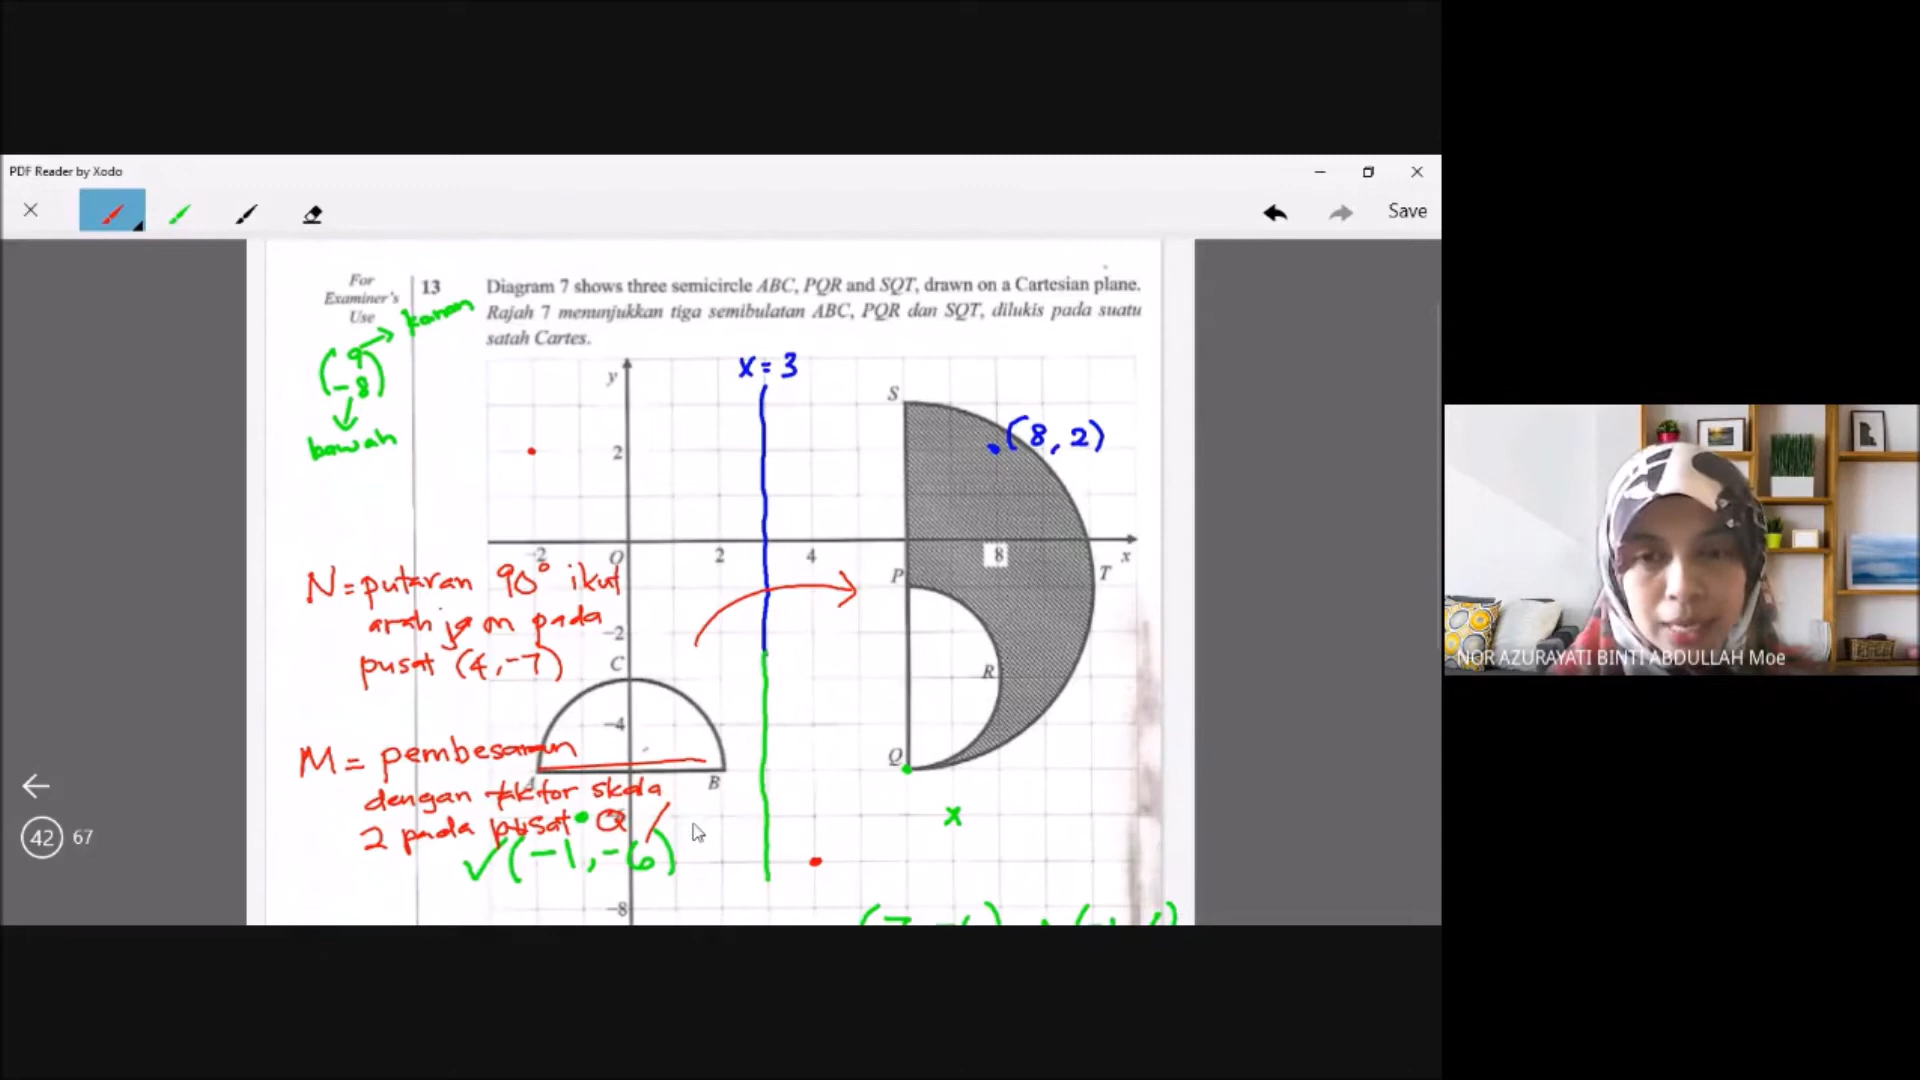 PDF Reader by Xodo
Save
For
Examiner's
Use
13
Diagram 7 shows three semicircle ABC, PQR and SQT, drawn on a Cartesian plane.
Rajah 7 menunjukkan tiga semibulatan ABC, PQR dan SQT, dilukis pada suatu
satah Cartes.
(9
-8)
kanan
bawah
x = 3
y
S
(8, 2)
2
-2
O
2
4
8
x
P
T
N = putaran 90° ikut
arah jam pada
pusat (4, -7)
-2
C
R
-4
M = pembesaran
dengan faktor skala
2 pada pusat Q
A
B
Q
x
✓(-1, -6)
-8
42
67
NOR AZURAYATI BINTI ABDULLAH Moe